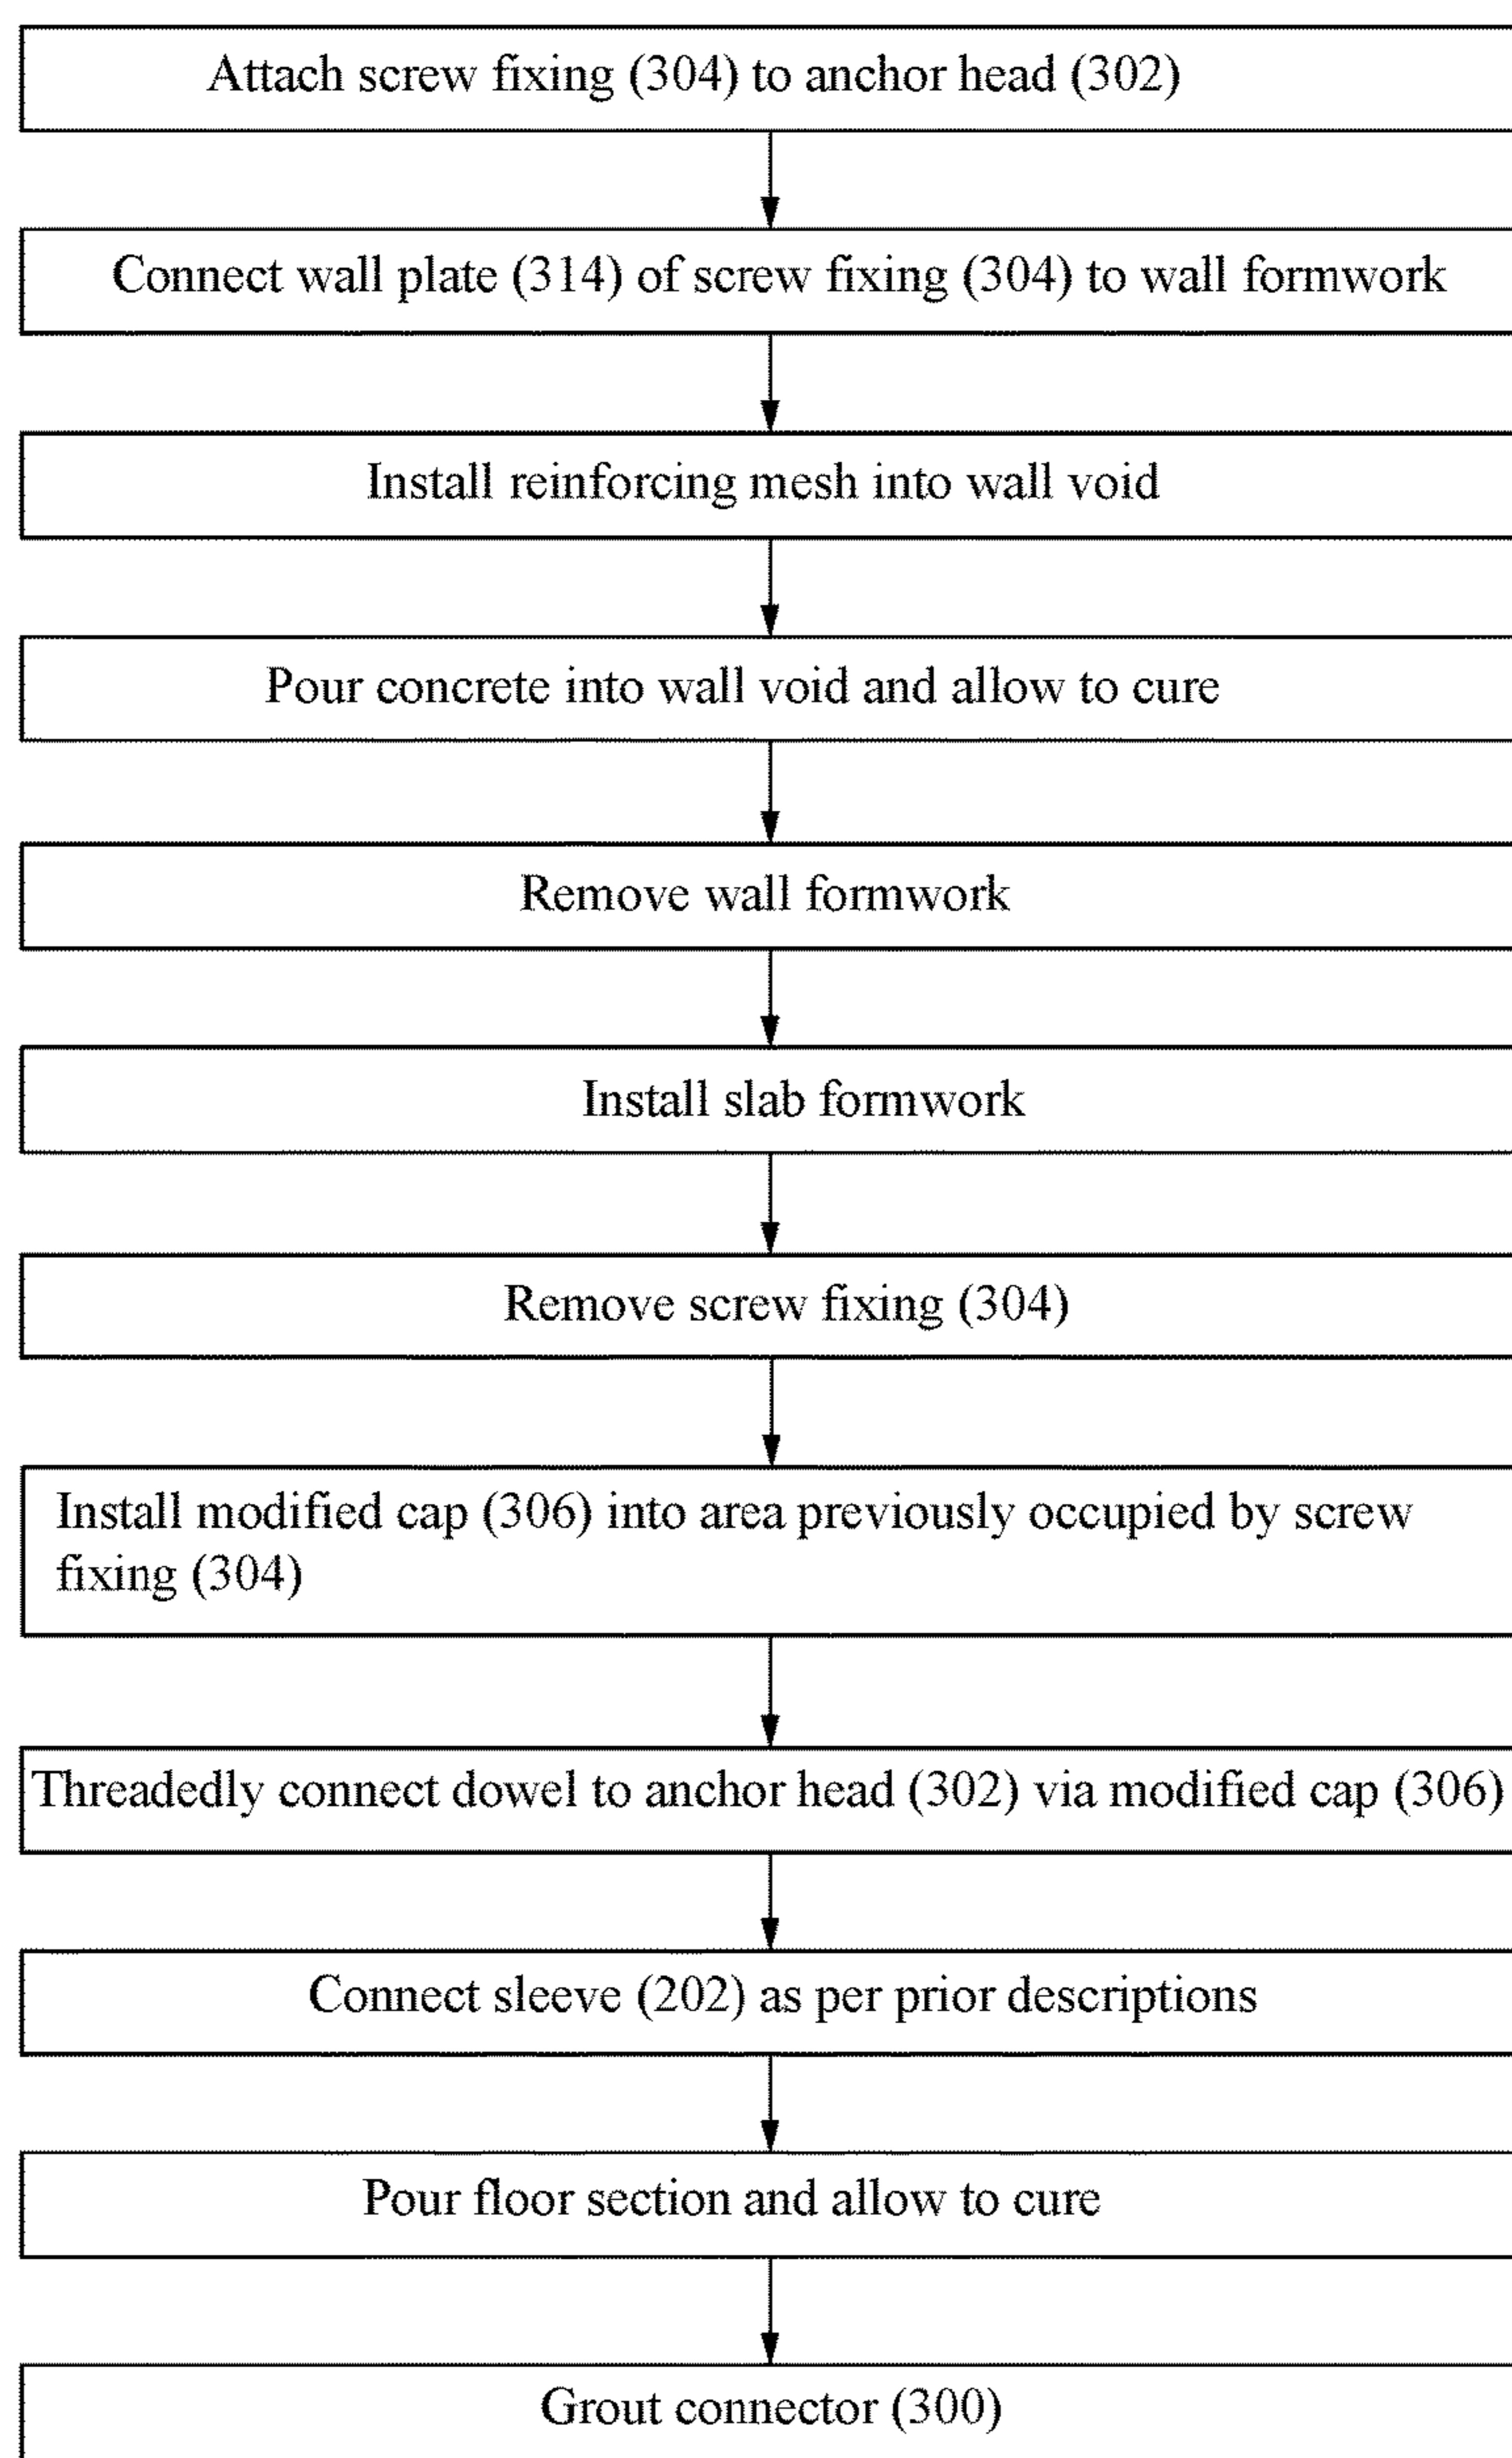 Attach screw fixing (304) to anchor head (302)
Connect wall plate (314) of screw fixing (304) to wall formwork
Install reinforcing mesh into wall void
Pour concrete into wall void and allow to cure
Remove wall formwork
Install slab formwork
Remove screw fixing (304)
Install modified cap (306) into area previously occupied by screw
fixing (304)
Threadedly connect dowel to anchor head (302) via modified cap (306)
Connect sleeve (202) as per prior descriptions
Pour floor section and allow to cure
Grout connector (300)